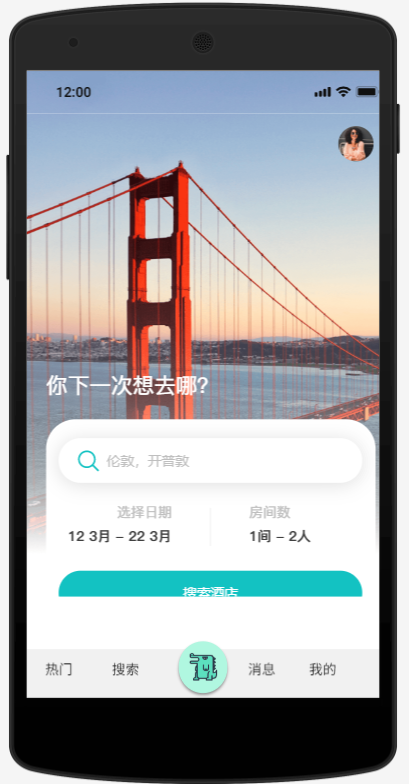 12:00
你下一次想去哪?
伦敦，开普敦
选择日期 房间数
12 3月 – 22 3月 1间 – 2人
搜索酒店
热门 搜索 消息 我的